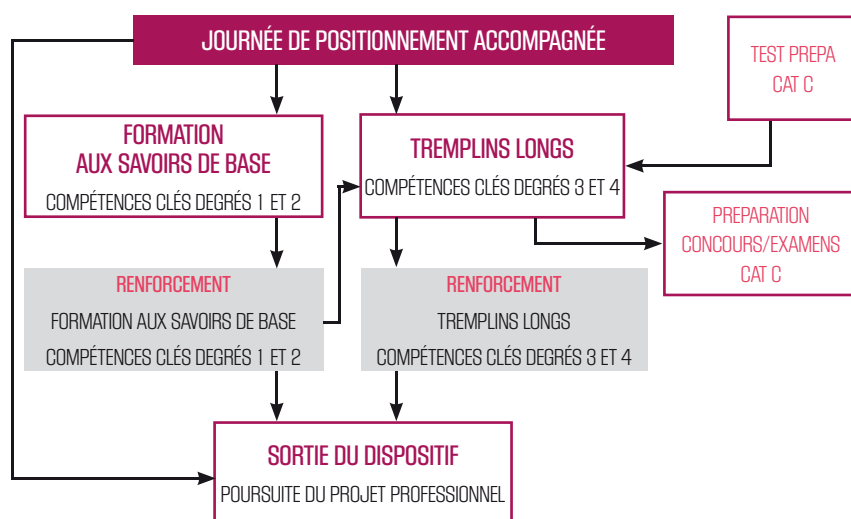 JOURNÉE DE POSITIONNEMENT ACCOMPAGNÉE
TEST PREPA
CAT C
FORMATION
AUX SAVOIRS DE BASE
COMPÉTENCES CLÉS DEGRÉS 1 ET 2
TREMPLINS LONGS
COMPÉTENCES CLÉS DEGRÉS 3 ET 4
PREPARATION
CONCOURS/EXAMENS
CAT C
RENFORCEMENT
FORMATION AUX SAVOIRS DE BASE
COMPÉTENCES CLÉS DEGRÉS 1 ET 2
RENFORCEMENT
TREMPLINS LONGS
COMPÉTENCES CLÉS DEGRÉS 3 ET 4
SORTIE DU DISPOSITIF
POURSUITE DU PROJET PROFESSIONNEL